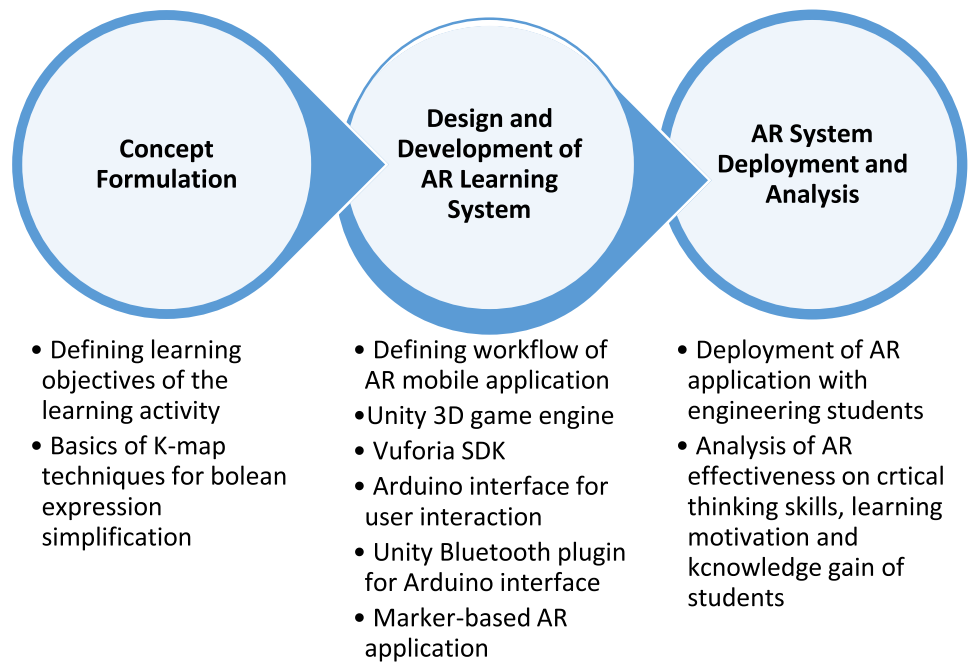 Concept
Formulation
Design and
Development of
AR Learning
System
AR System
Deployment and
Analysis
• Defining learning
objectives of the
learning activity
• Basics of K-map
techniques for bolean
expression
simplification
• Defining workflow of
AR mobile application
•Unity 3D game engine
• Vuforia SDK
• Arduino interface for
user interaction
• Unity Bluetooth plugin
for Arduino interface
• Marker-based AR
application
• Deployment of AR
application with
engineering students
• Analysis of AR
effectiveness on crtical
thinking skills, learning
motivation and
kcnowledge gain of
students